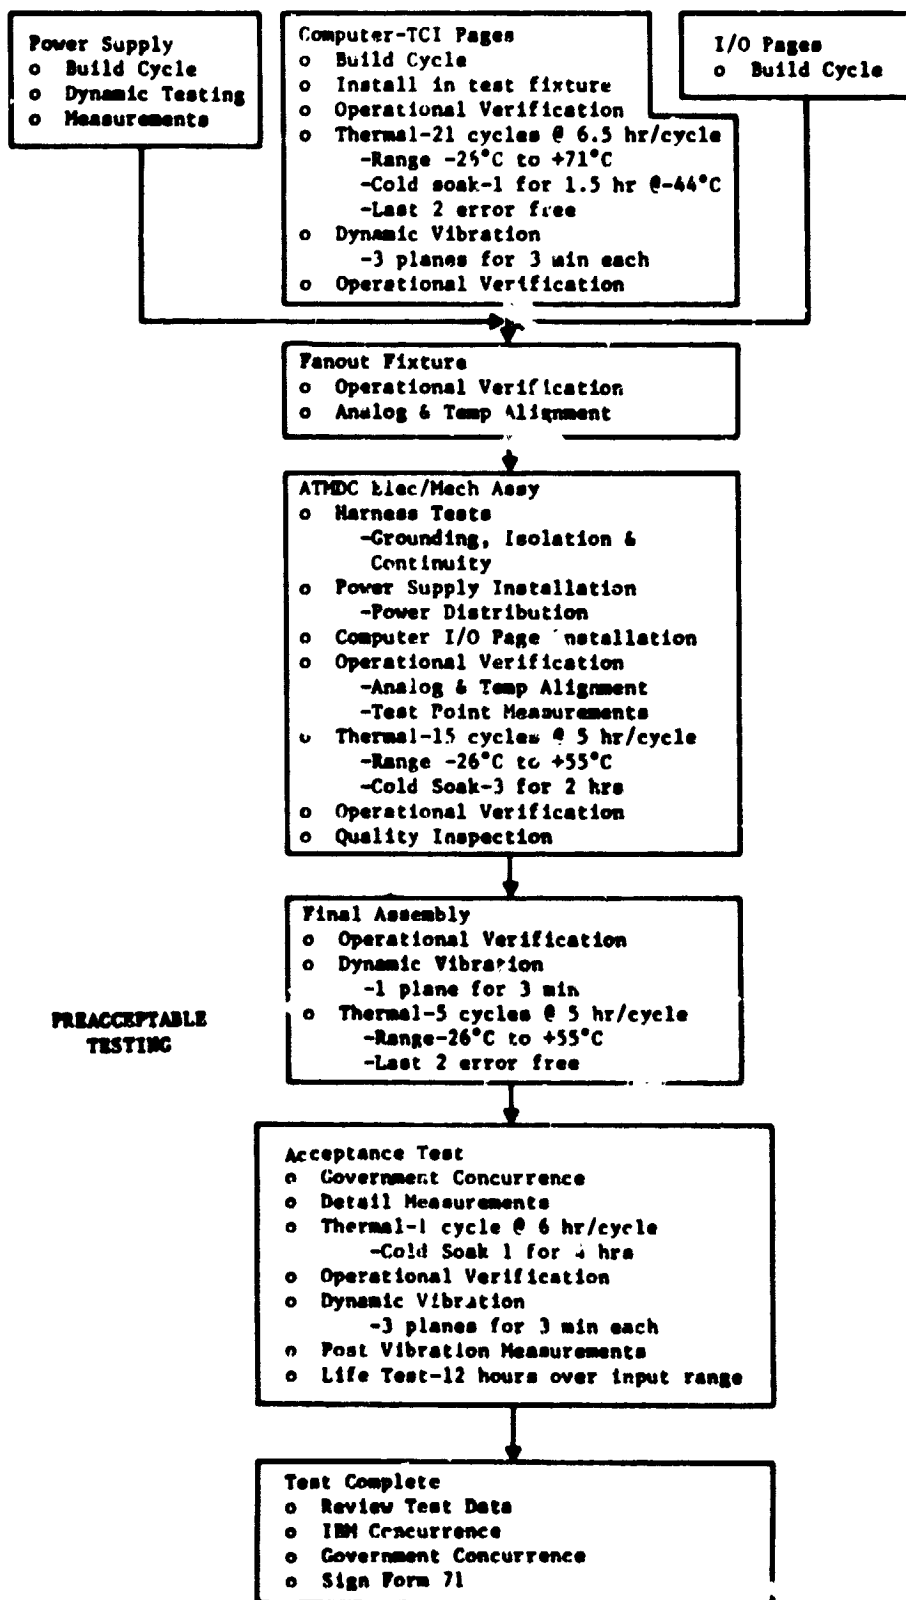 Power Supply
o Build Cycle
o Dynamic Testing
o Measurements
Computer-TCI Pages
o Build Cycle
o Install in test fixture
o Operational Verification
o Thermal-21 cycles @ 6.5 hr/cycle
-Range -25°C to +71°C
-Cold soak-1 for 1.5 hr @-44°C
-Last 2 error free
o Dynamic Vibration
-3 planes for 3 min each
o Operational Verification
I/O Pages
o Build Cycle
Fanout Fixture
o Operational Verification
o Analog & Temp Alignment
ATMDC Elec/Mech Assy
o Harness Tests
-Grounding, Isolation &
Continuity
o Power Supply Installation
-Power Distribution
o Computer I/O Page Installation
o Operational Verification
-Analog & Temp Alignment
-Test Point Measurements
o Thermal-15 cycles @ 5 hr/cycle
-Range -26°C to +55°C
-Cold Soak-3 for 2 hrs
o Operational Verification
o Quality Inspection
Final Assembly
o Operational Verification
o Dynamic Vibration
-1 plane for 3 min
o Thermal-5 cycles @ 5 hr/cycle
-Range-26°C to +55°C
-Last 2 error free
PREACCEPTABLE
TESTING
Acceptance Test
o Government Concurrence
o Detail Measurements
o Thermal-1 cycle @ 6 hr/cycle
-Cold Soak 1 for hrs
o Operational Verification
o Dynamic Vibration
-3 planes for 3 min each
o Post Vibration Measurements
o Life Test-12 hours over input range
Test Complete
o Review Test Data
o IBM Concurrence
o Government Concurrence
o Sign Form 71